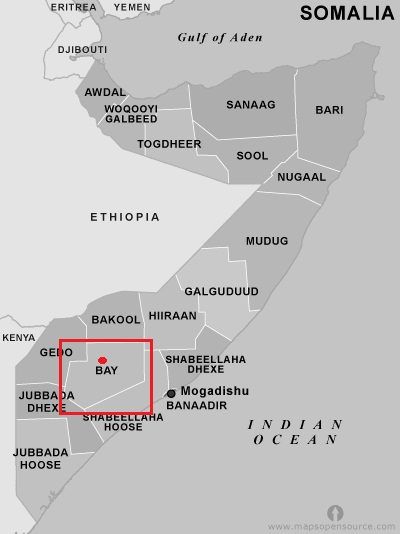 ERITREA
YEMEN
SOMALIA
Gulf of Aden
DJIBOUTI
AWDAL
WOQOOYI
GALBEED
SANAAG
BARI
TOGDHEER
SOOL
NUGAAL
ETHIOPIA
MUDUG
GALGUDUUD
HIIRAAN
BAKOOL
KENYA
GEDO
SHABEELLAHA
DHEXE
BAY
Mogadishu
JUBBADA
DHEXE
BANAADIR
SHABEELLAHA
HOOSE
INDIAN
OCEAN
JUBBADA
HOOSE
www.mapsopensource.com